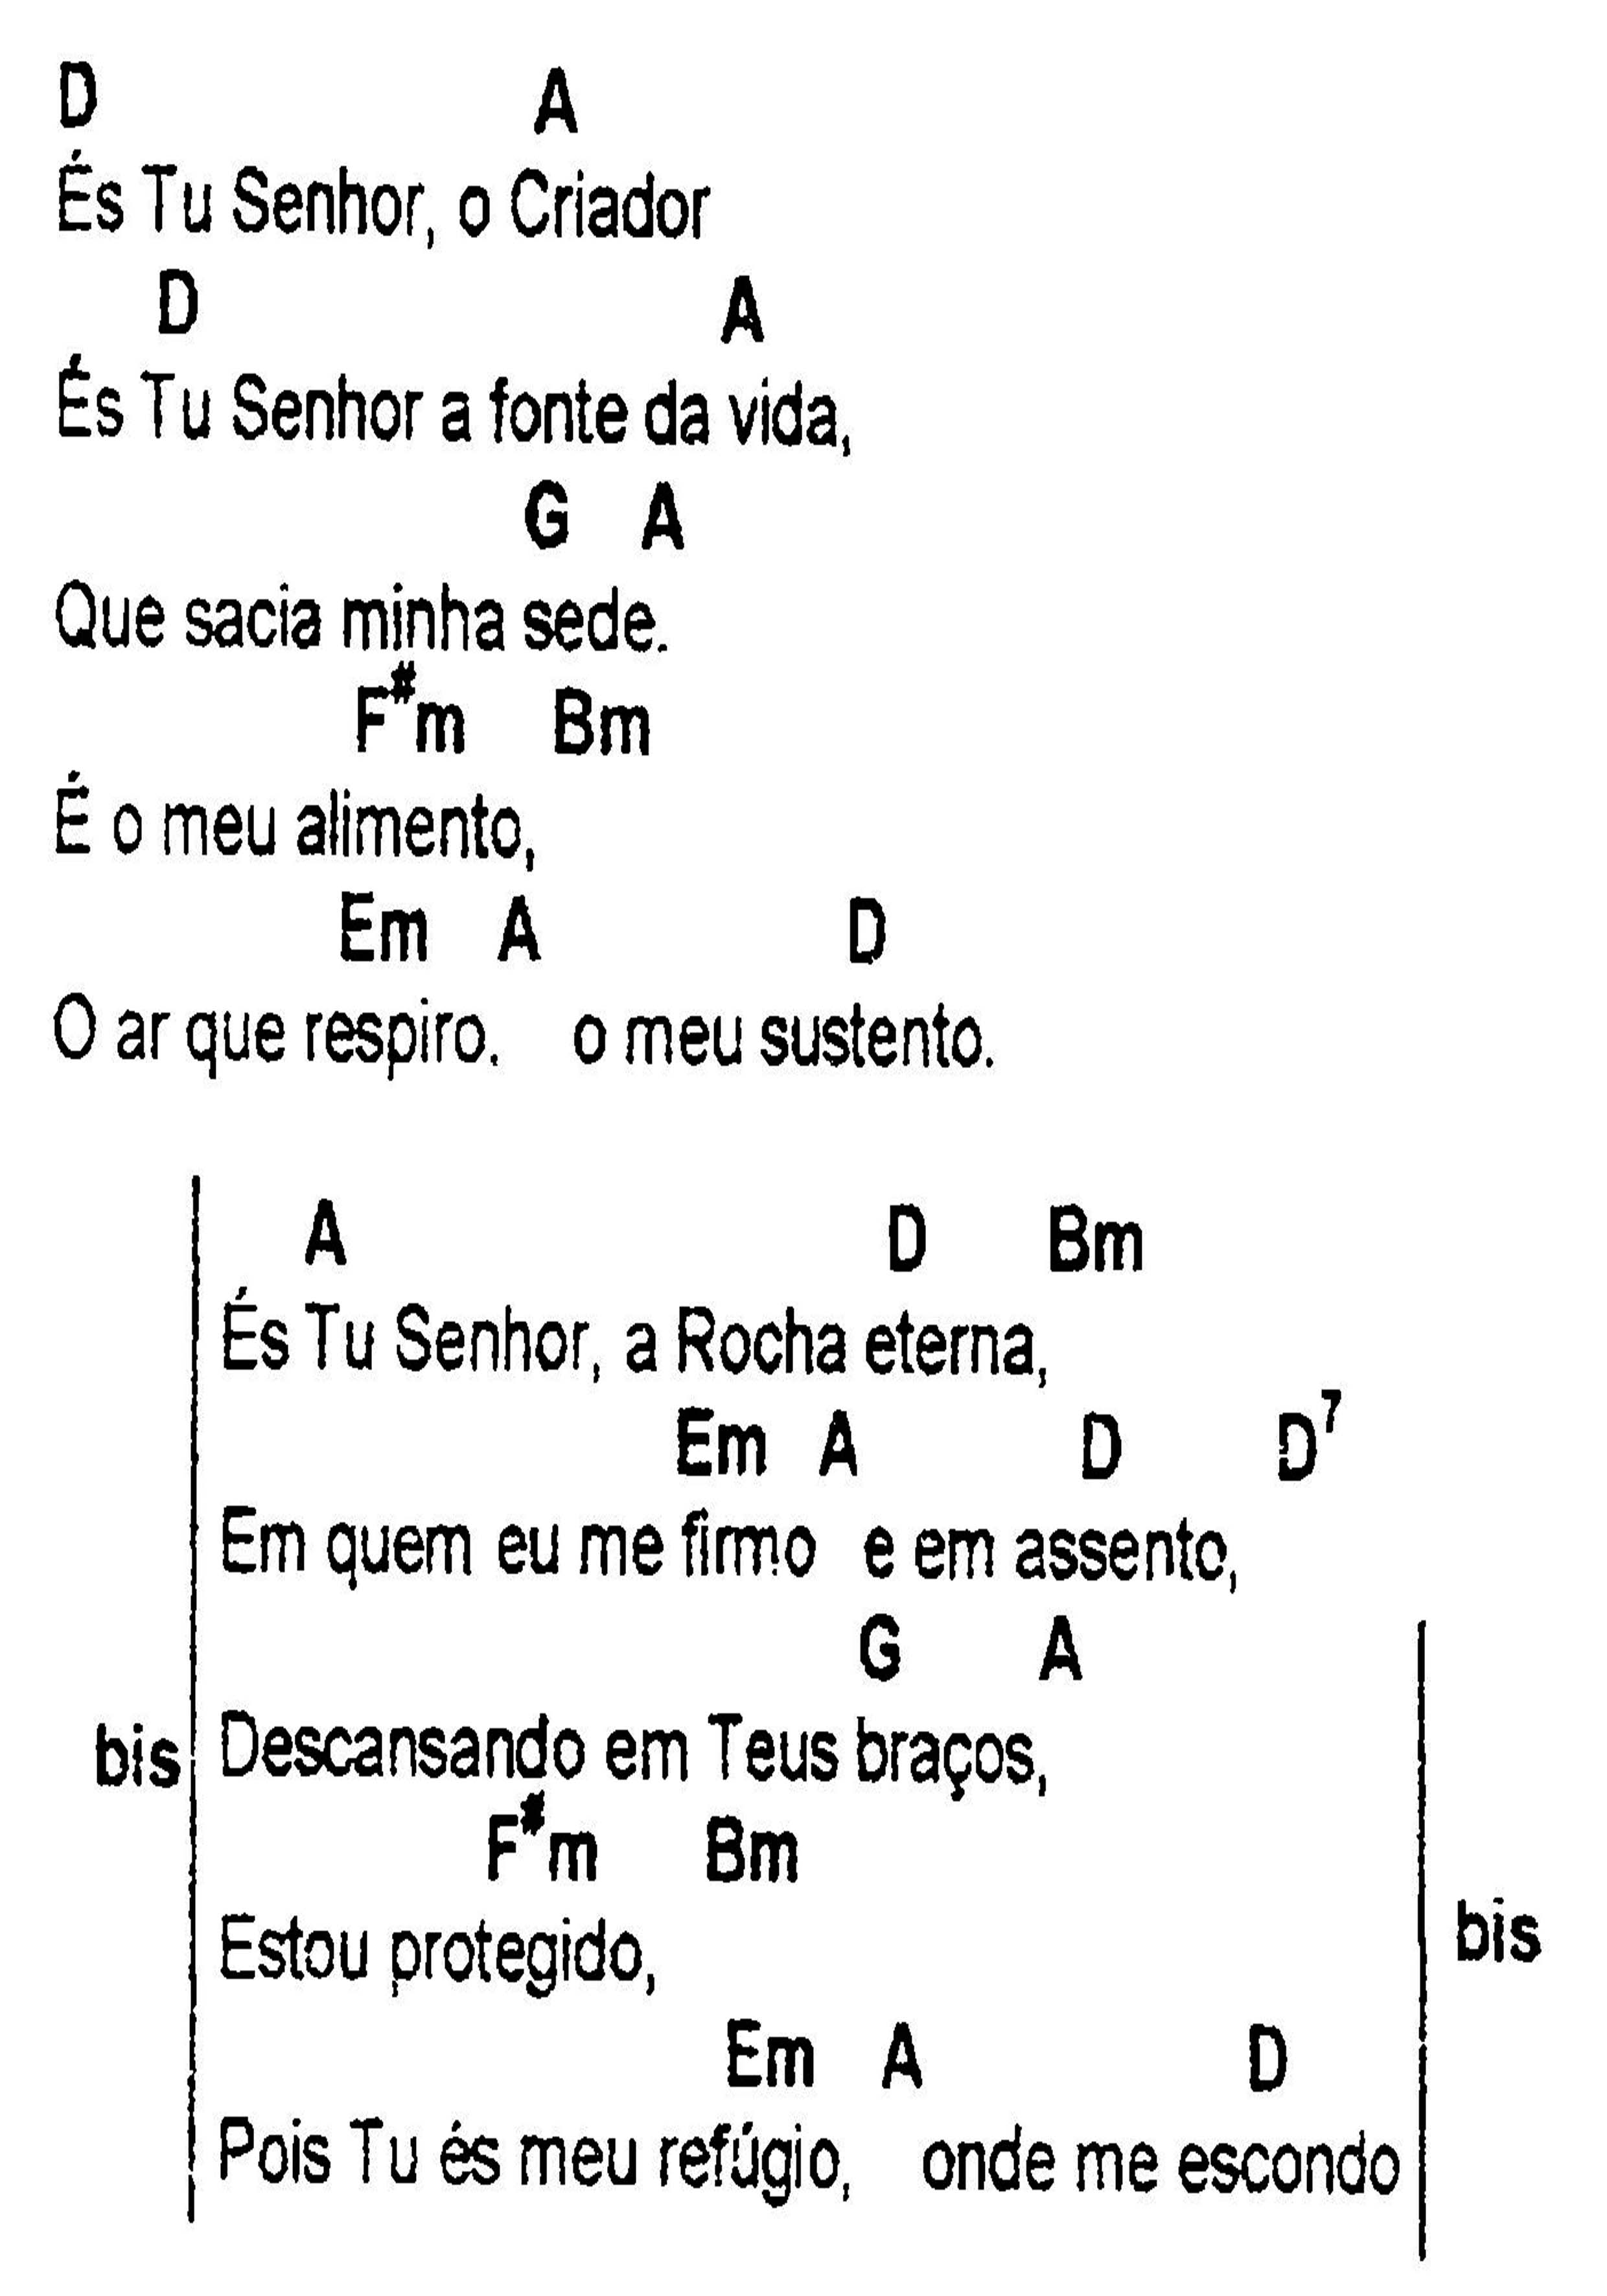 D A
És Tu Senhor, o Criador
D A
És Tu Senhor a fonte da vida,
G A
Que sacia minha sede.
F#m Bm
É o meu alimento,
Em A D
O ar que respiro. o meu sustento.
A D Bm
És Tu Senhor, a Rocha eterna,
Em A D D7
Em quem eu me firmo e em assento,
G A
bis Descansando em Teus braços,
F#m Bm
Estou protegido,
bis
Em A D
Pois Tu és meu refúgio, onde me escondo